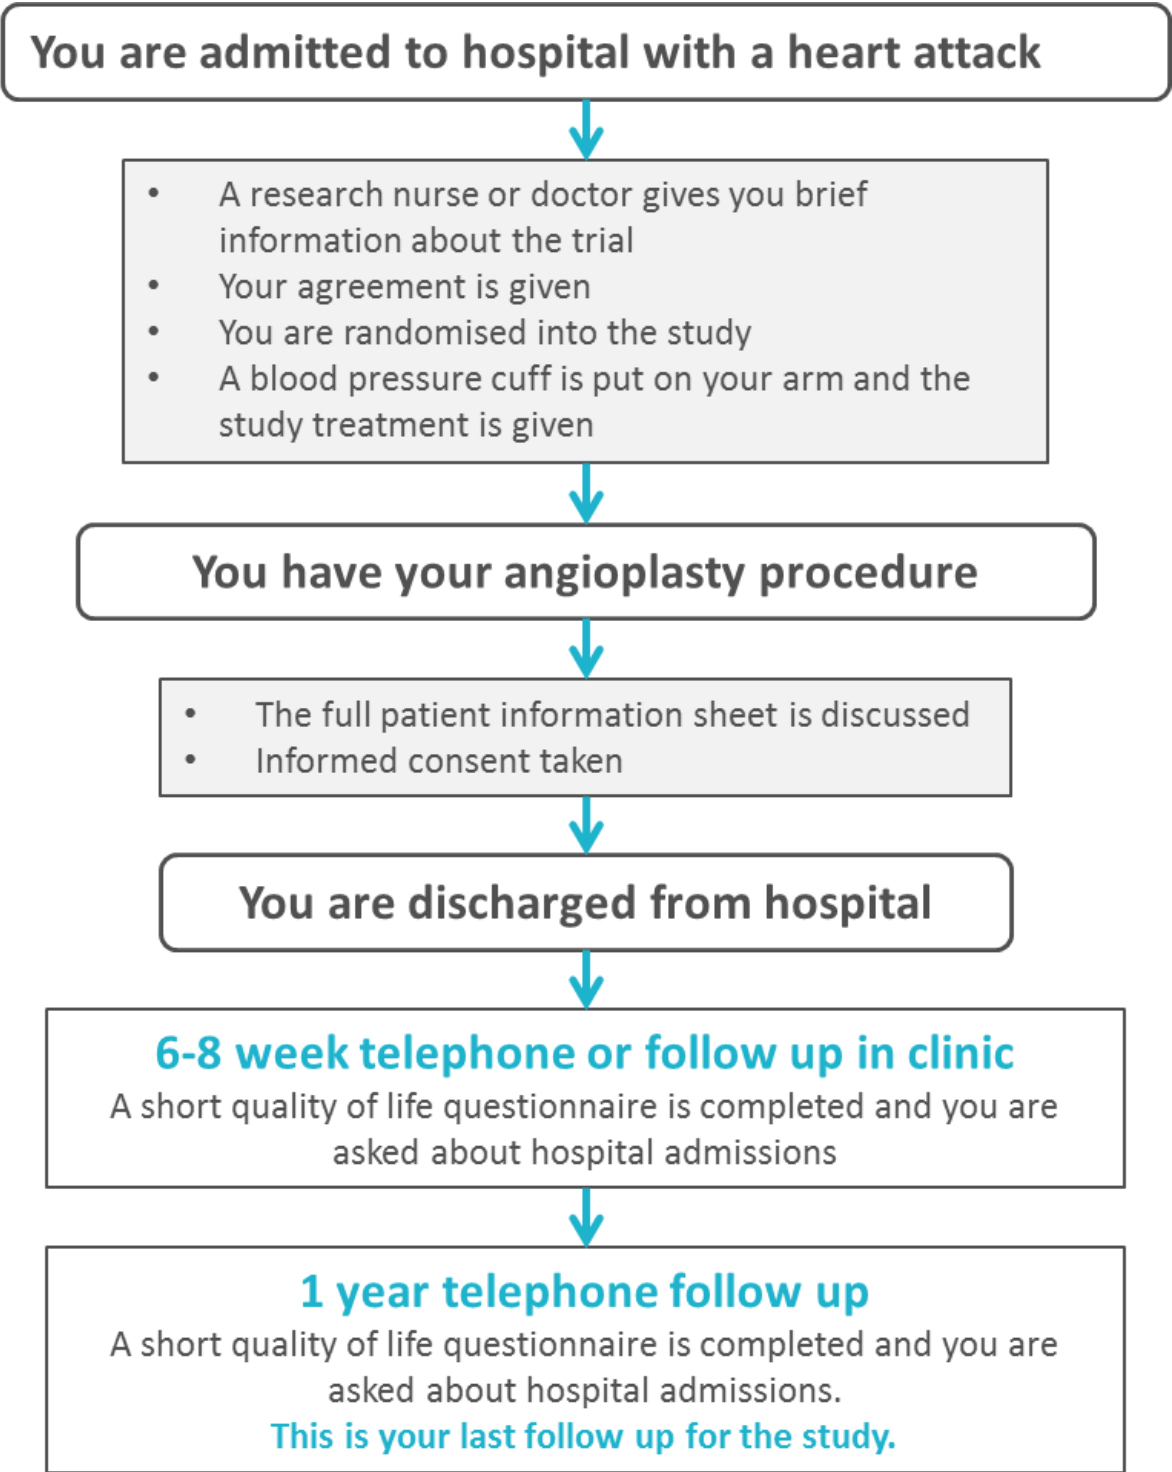 You are admitted to hospital with a heart attack
• A research nurse or doctor gives you brief
information about the trial
• Your agreement is given
• You are randomised into the study
• A blood pressure cuff is put on your arm and the
study treatment is given
You have your angioplasty procedure
• The full patient information sheet is discussed
• Informed consent taken
You are discharged from hospital
6-8 week telephone or follow up in clinic
A short quality of life questionnaire is completed and you are
asked about hospital admissions
1 year telephone follow up
A short quality of life questionnaire is completed and you are
asked about hospital admissions.
This is your last follow up for the study.